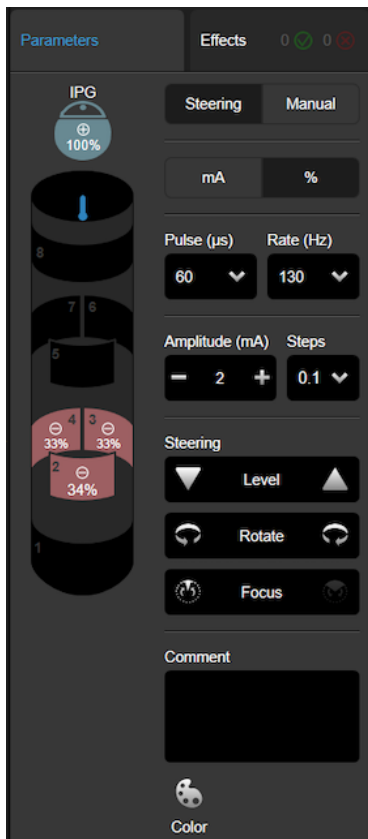 Parameters
Effects 0 0
IPG
⊕
100%
8
7 6
5
4 3
⊖ ⊖
33% 33%
2 ⊖
34%
1
Steering Manual
mA %
Pulse (µs) Rate (Hz)
60 130
Amplitude (mA) Steps
− 2 + 0.1
Steering
Level
Rotate
Focus
Comment
Color